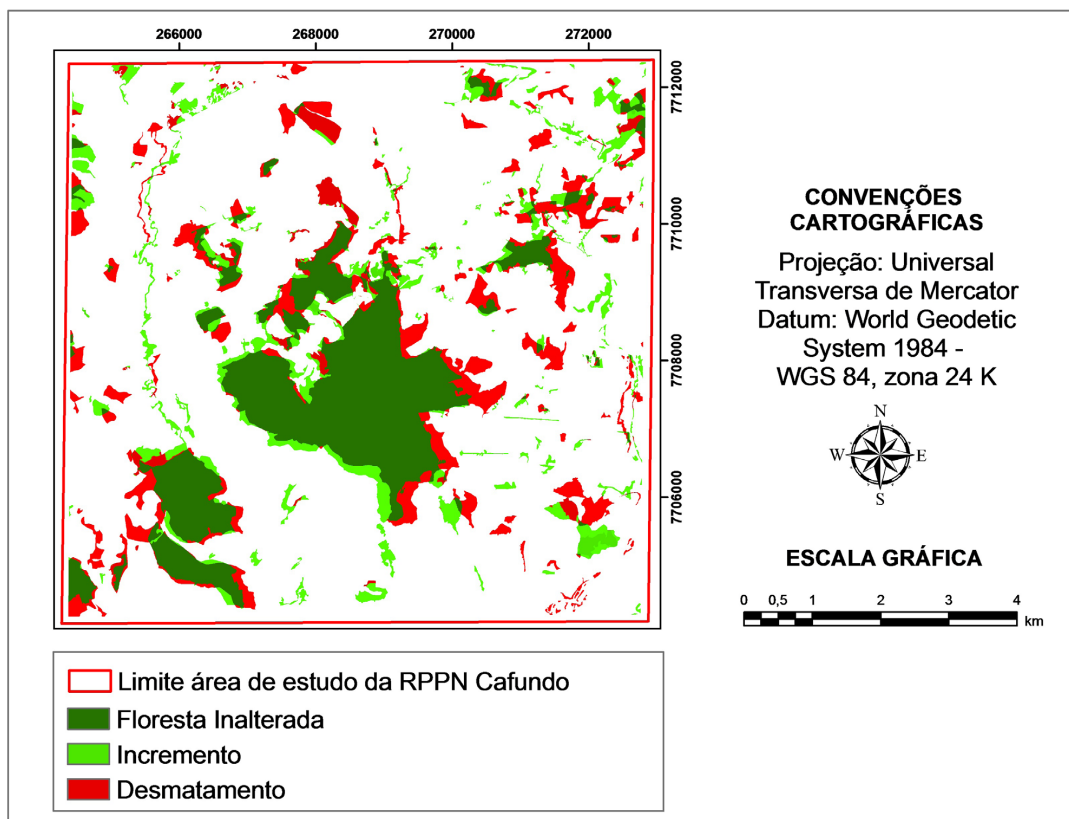 266000 268000 270000 272000
7712000
7710000
7708000
7706000
CONVENÇÕES
CARTOGRÁFICAS
Projeção: Universal
Transversa de Mercator
Datum: World Geodetic
System 1984 -
WGS 84, zona 24 K
N
W E
S
ESCALA GRÁFICA
0 0,5 1 2 3 4
km
Limite área de estudo da RPPN Cafundo
Floresta Inalterada
Incremento
Desmatamento